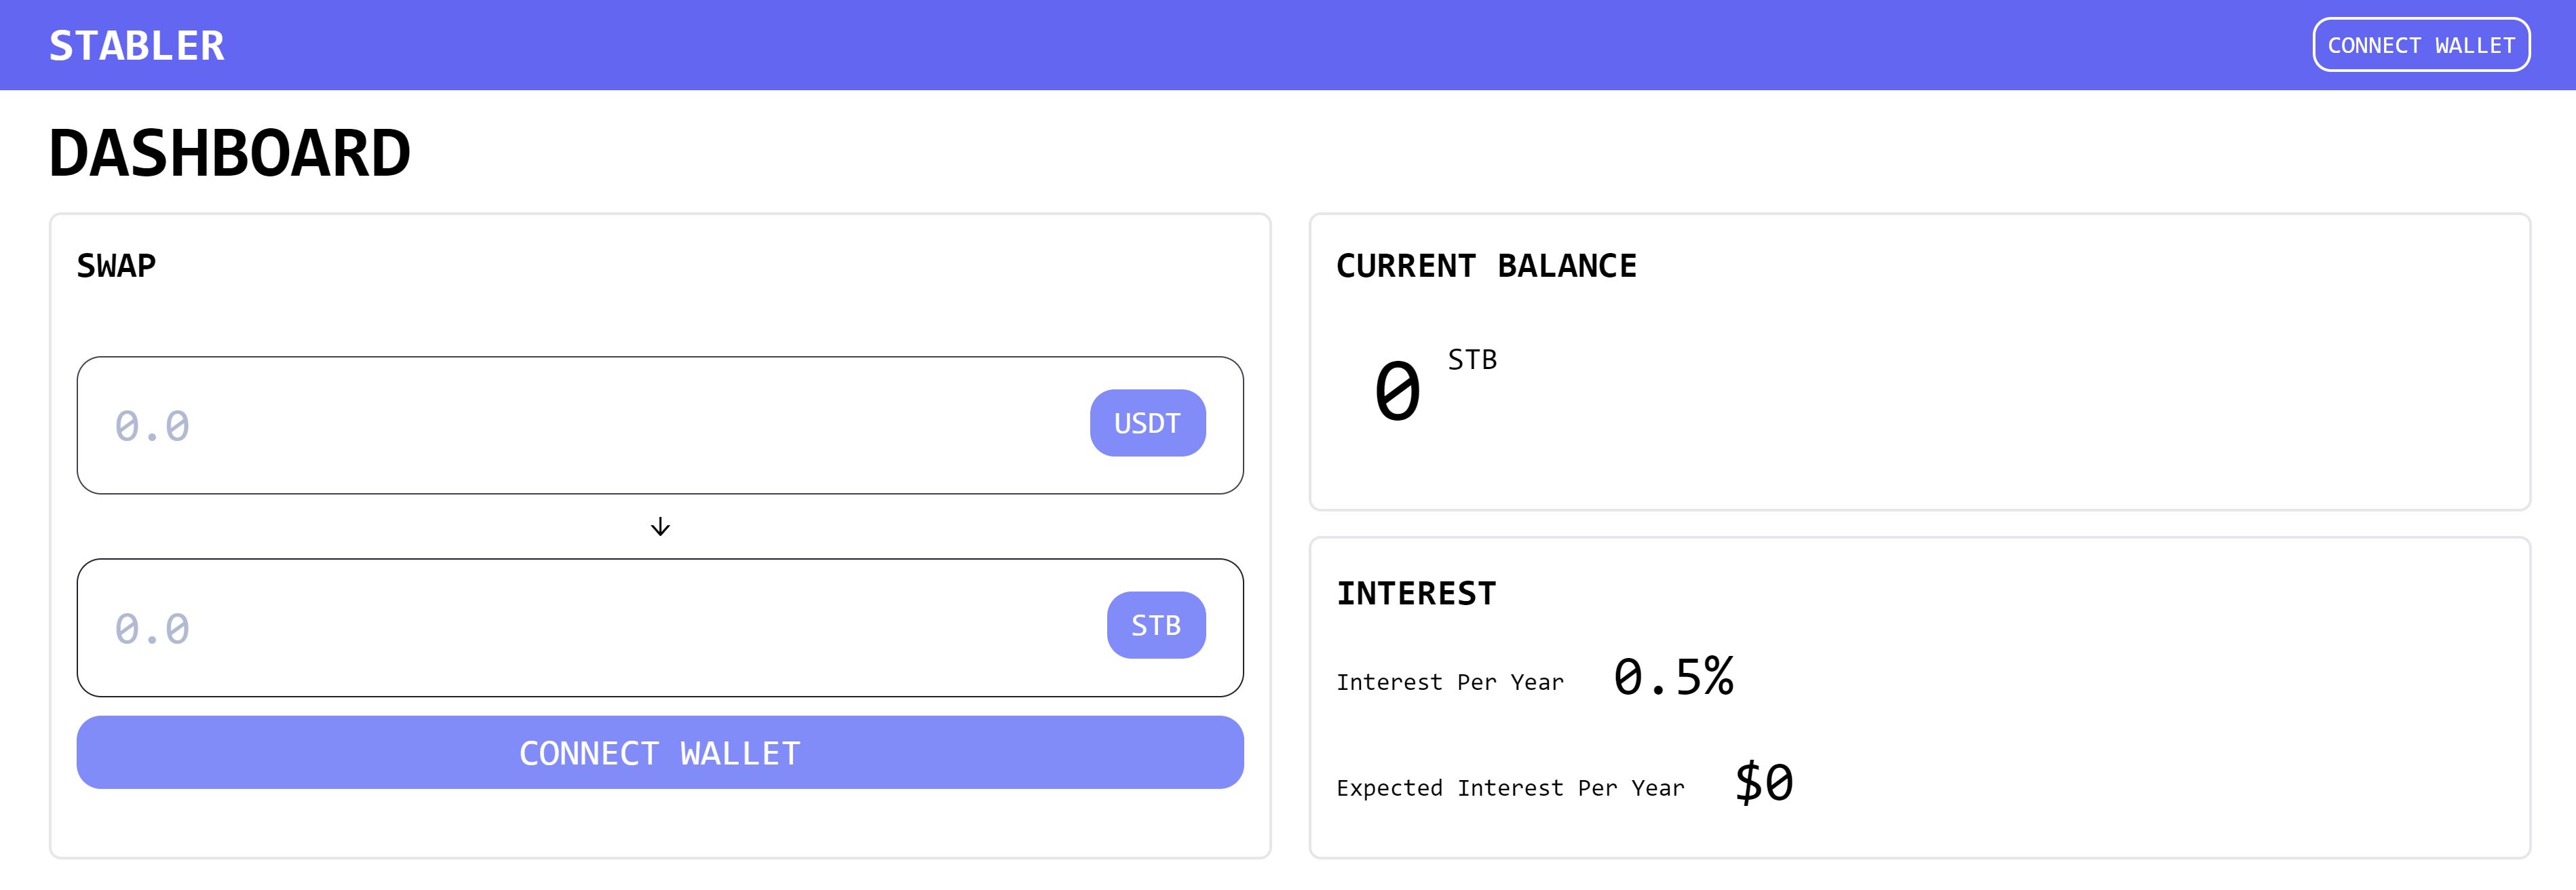 STABLER
CONNECT WALLET
DASHBOARD
SWAP
0.0
USDT
↓
0.0
STB
CONNECT WALLET
CURRENT BALANCE
0 STB
INTEREST
Interest Per Year 0.5%
Expected Interest Per Year $0